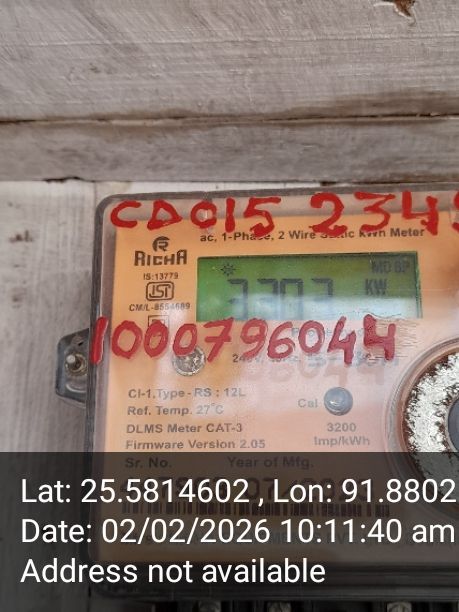 CD015 2345
ac, 1-Phase, 2 Wire Static kWh Meter
RICHA
IS:13779
ISI
CM/L-8554689
MD BP
KW
1000796044
CI-1.Type - RS : 12L
Ref. Temp. 27°C
Cal
DLMS Meter CAT-3
3200
Firmware Version 2.05
Imp/kWh
Sr. No.
Year of Mfg.
Lat: 25.5814602 , Lon: 91.8802
Date: 02/02/2026 10:11:40 am
Address not available